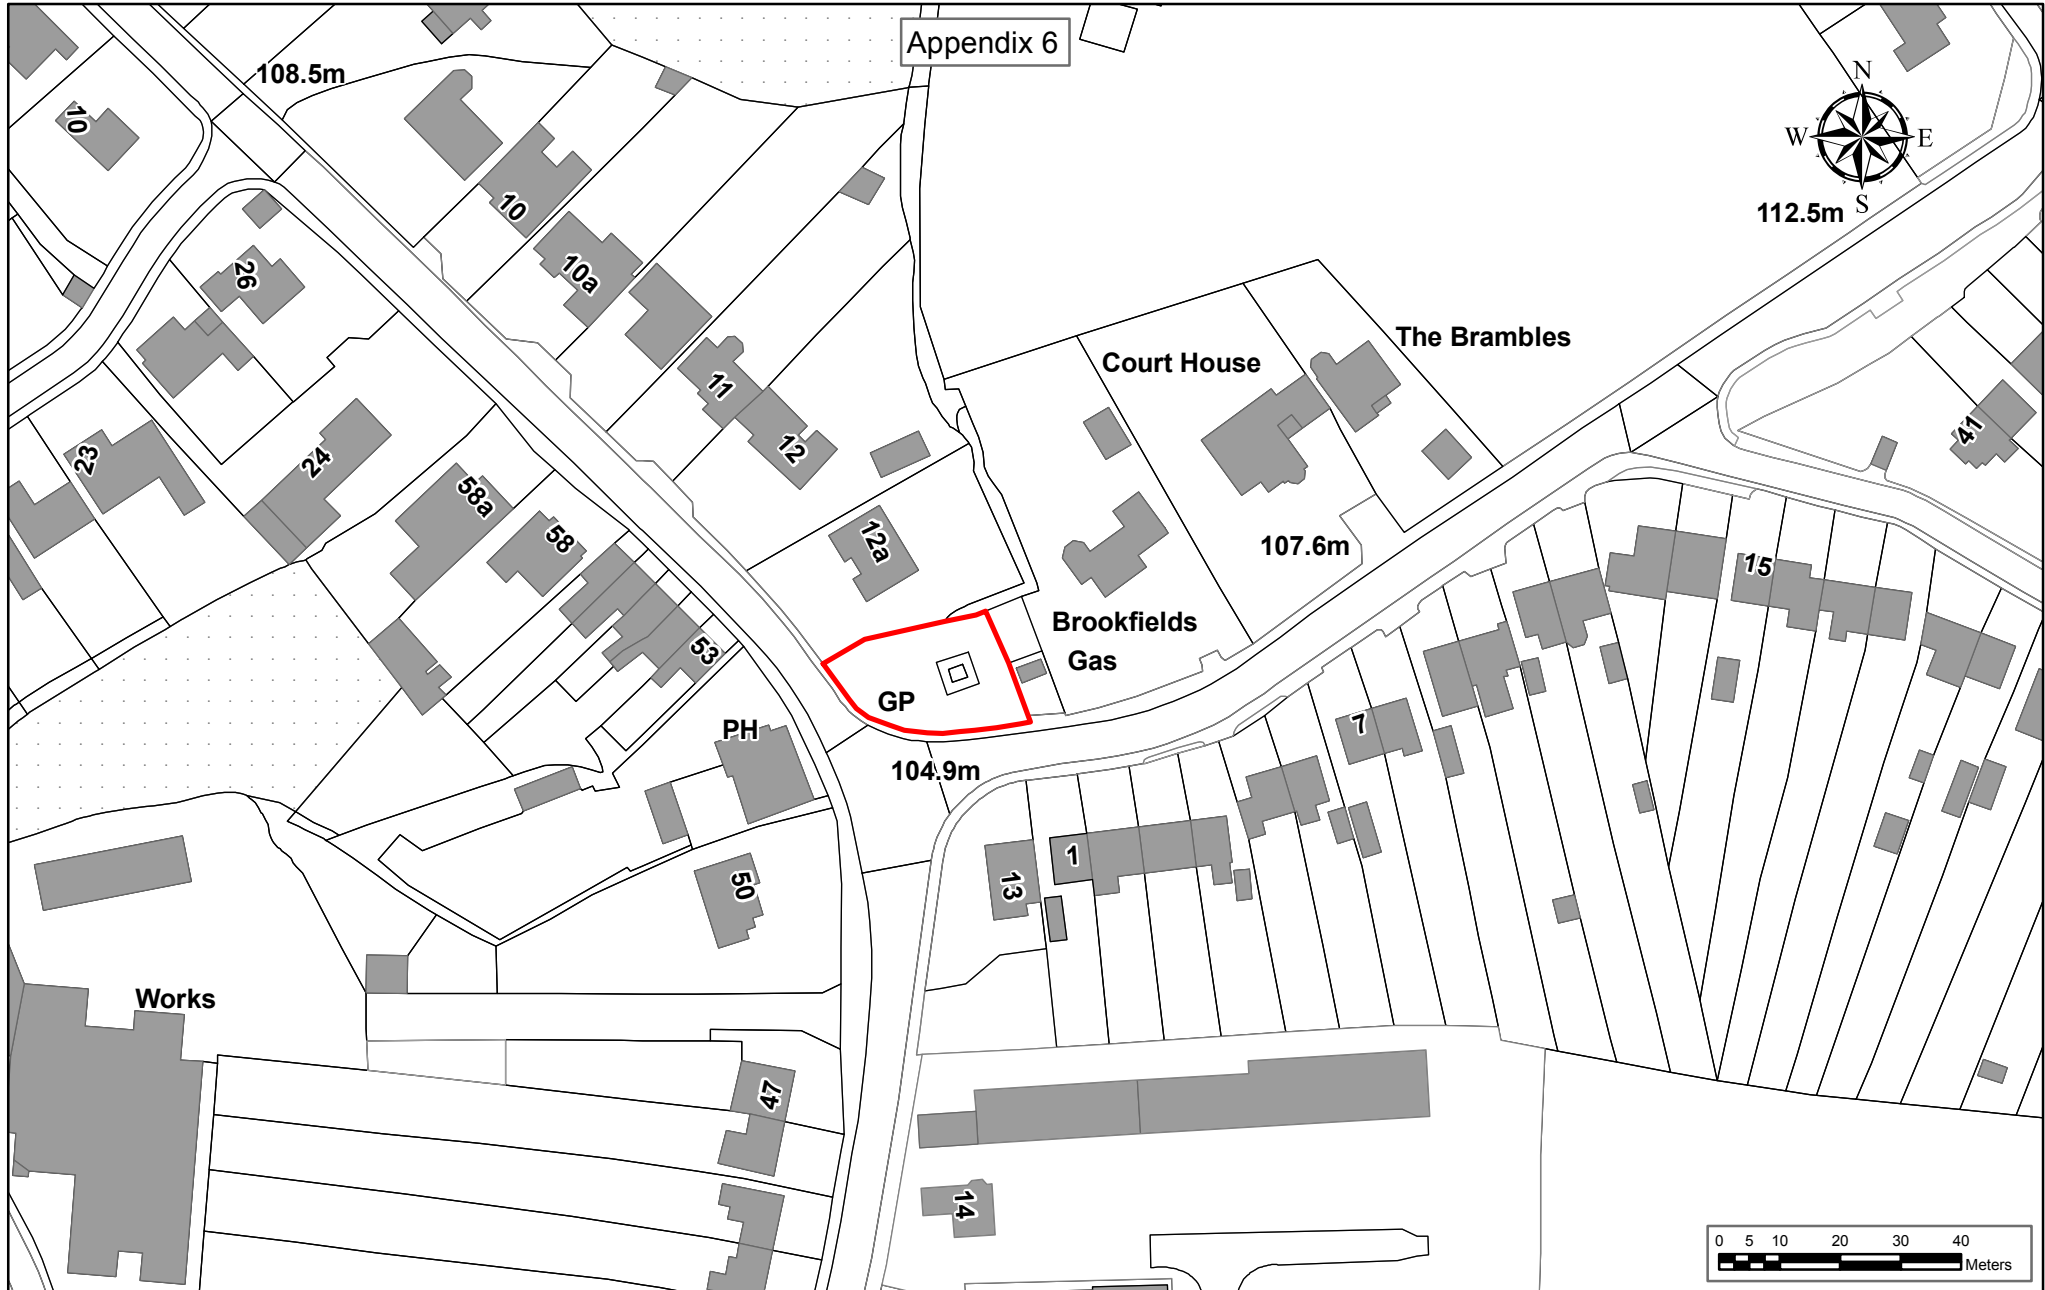 Appendix 6
108.5m
N
W E
S
112.5m
10
10
10a
26
11
12
The Brambles
Court House
23
24
58a
58
12a
41
107.6m
15
53
Brookfields
Gas
GP
PH
7
104.9m
1
13
50
Works
47
14
0 5 10 20 30 40
Meters